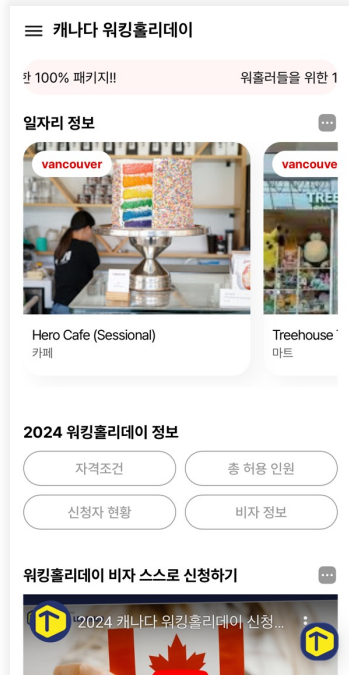 캐나다 워킹홀리데이
한 100% 패키지!! 워홀러들을 위한 1
일자리 정보
vancouver
vancouve
TREE
Hero Cafe (Sessional)
카페
Treehouse
마트
2024 워킹홀리데이 정보
자격조건
총 허용 인원
신청자 현황
비자 정보
워킹홀리데이 비자 스스로 신청하기
2024 캐나다 워킹홀리데이 신청...